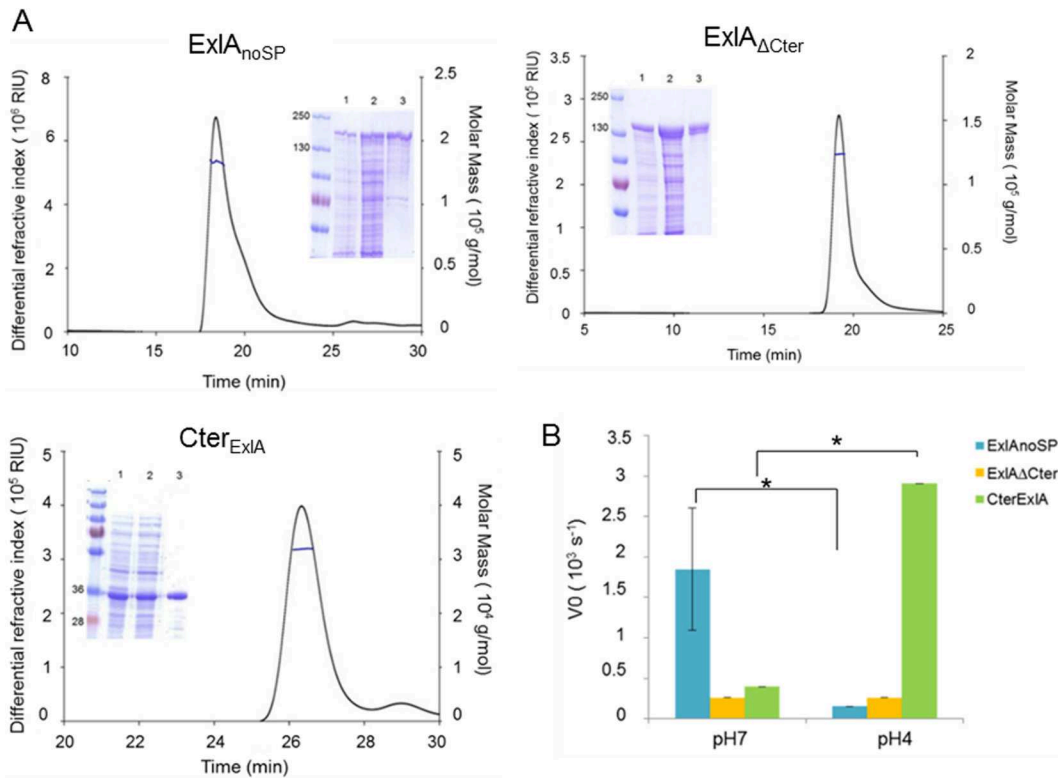 A
ExlAnoSP
Differential refractive index (10⁶ RIU)
8
6
4
2
0
2.5
2
1.5
1
0.5
0
Molar Mass (10⁵ g/mol)
10 15 20 25 30
Time (min)
1 2 3
250
130
ExlAΔCter
Differential refractive index (10⁵ RIU)
3.5
3
2.5
2
1.5
1
0.5
0
2
1.5
1
0.5
0
Molar Mass (10⁵ g/mol)
5 10 15 20 25
Time (min)
1 2 3
250
130
CterExlA
Differential refractive index (10⁵ RIU)
5
4
3
2
1
0
5
4
3
2
1
0
Molar Mass (10⁴ g/mol)
20 22 24 26 28 30
Time (min)
1 2 3
36
28
B
V0 (10³ s⁻¹)
3.5
3
2.5
2
1.5
1
0.5
0
*
*
pH7 pH4
ExlAnoSP
ExlAΔCter
CterExlA